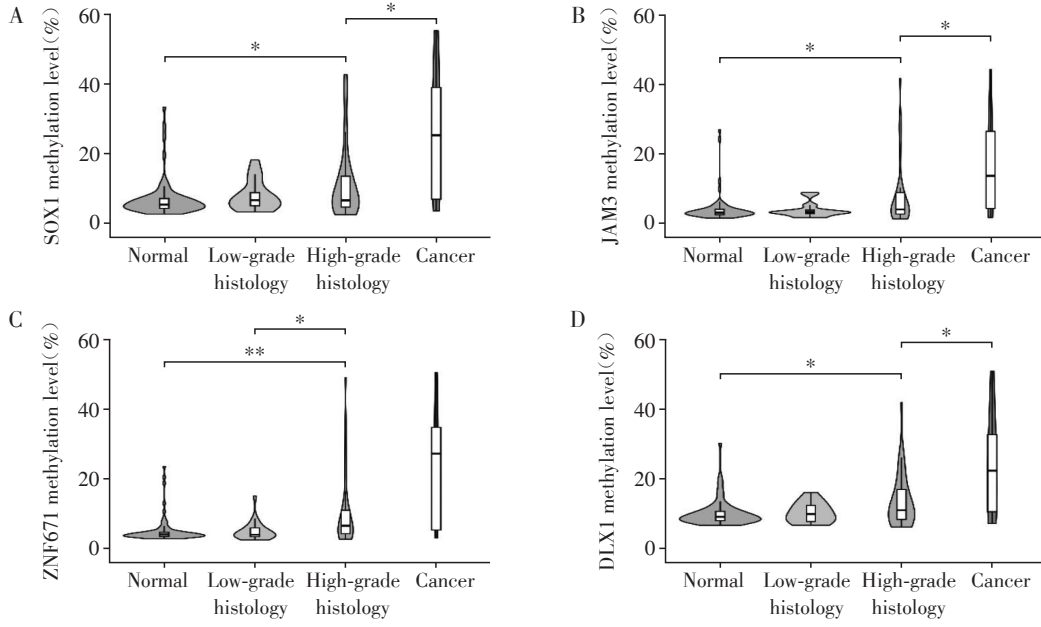 A
SOX1 methylation level(%)
60
40
20
0
*
*
Normal
Low-grade
histology
High-grade
histology
Cancer
B
JAM3 methylation level(%)
60
40
20
0
*
*
Normal
Low-grade
histology
High-grade
histology
Cancer
C
ZNF671 methylation level(%)
60
40
20
0
*
**
Normal
Low-grade
histology
High-grade
histology
Cancer
D
DLX1 methylation level(%)
60
40
20
0
*
*
Normal
Low-grade
histology
High-grade
histology
Cancer